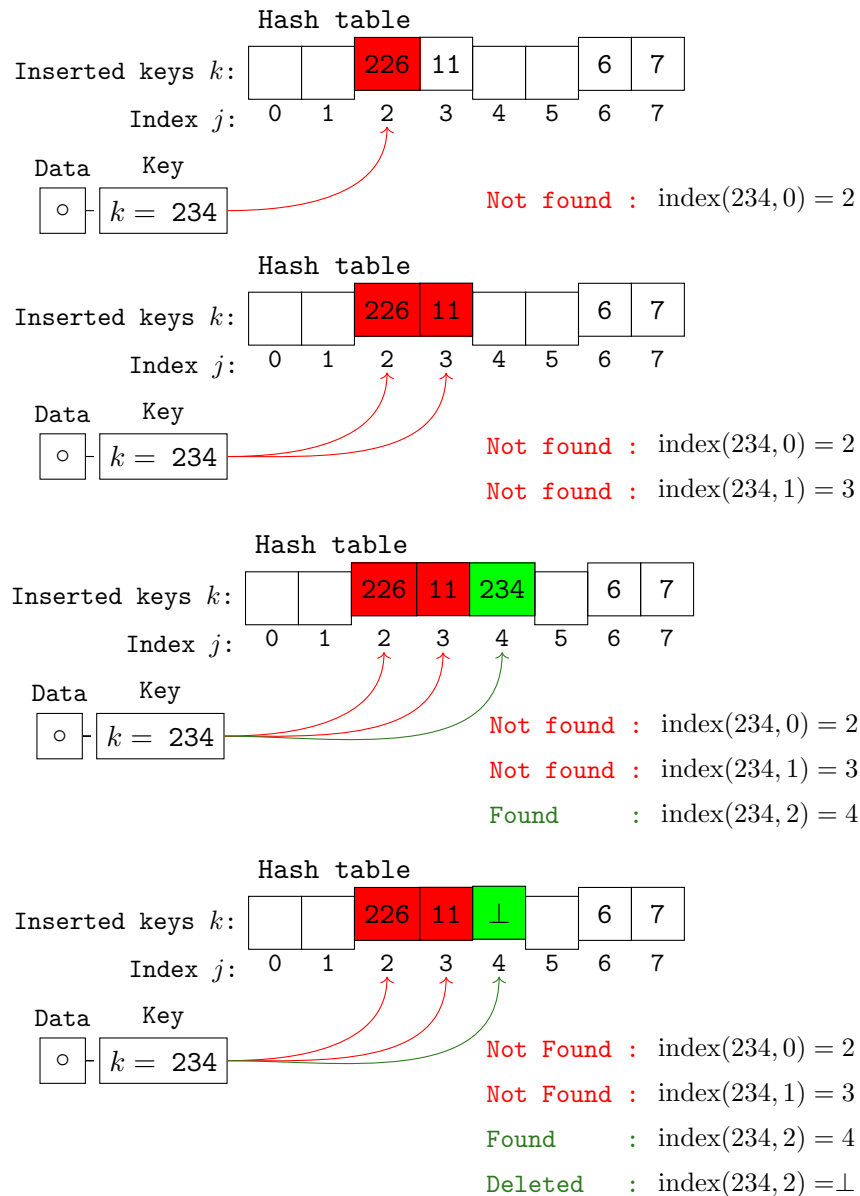 Hash table
Inserted keys k: 226 11 6 7
Index j: 0 1 2 3 4 5 6 7
Data Key
∘ k = 234
Not found : index(234, 0) = 2
Hash table
Inserted keys k: 226 11 6 7
Index j: 0 1 2 3 4 5 6 7
Data Key
∘ k = 234
Not found : index(234, 0) = 2
Not found : index(234, 1) = 3
Hash table
Inserted keys k: 226 11 234 6 7
Index j: 0 1 2 3 4 5 6 7
Data Key
∘ k = 234
Not found : index(234, 0) = 2
Not found : index(234, 1) = 3
Found : index(234, 2) = 4
Hash table
Inserted keys k: 226 11 ⊥ 6 7
Index j: 0 1 2 3 4 5 6 7
Data Key
∘ k = 234
Not Found : index(234, 0) = 2
Not Found : index(234, 1) = 3
Found : index(234, 2) = 4
Deleted : index(234, 2) =⊥